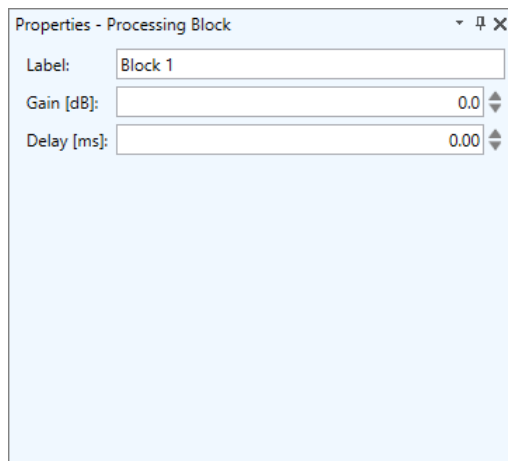 Properties - Processing Block
Label: Block 1
Gain [dB]: 0.0
Delay [ms]: 0.00